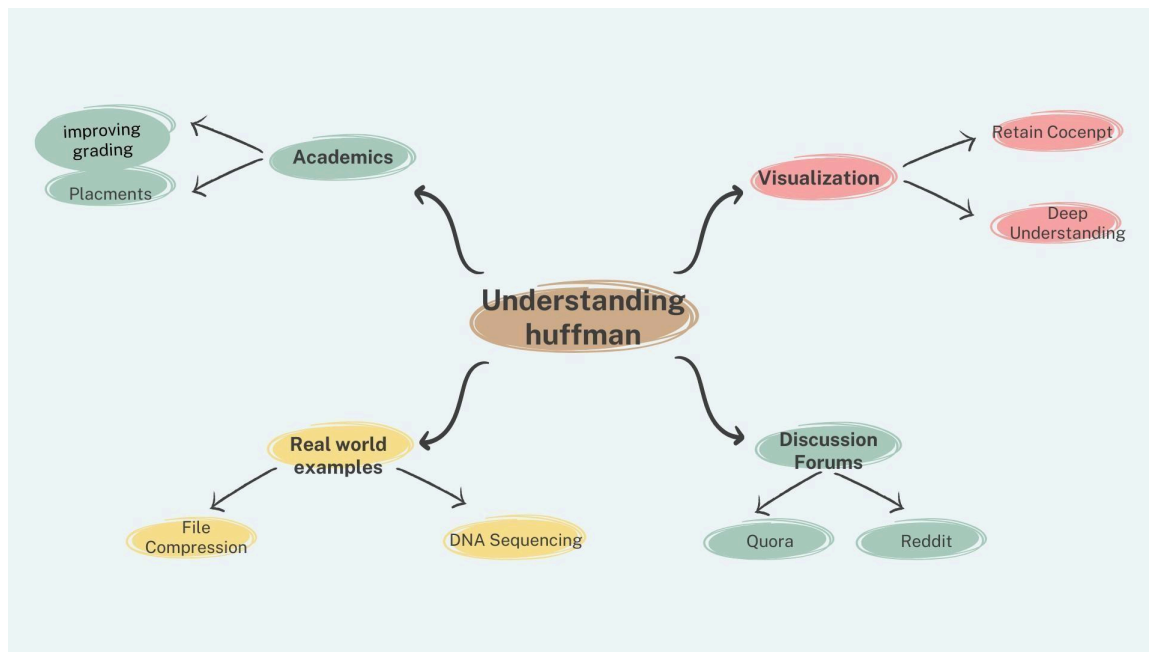 improving
grading
Placments
Academics
Visualization
Retain Cocenpt
Deep
Understanding
Understanding
huffman
Real world
examples
File
Compression
DNA Sequencing
Discussion
Forums
Quora
Reddit